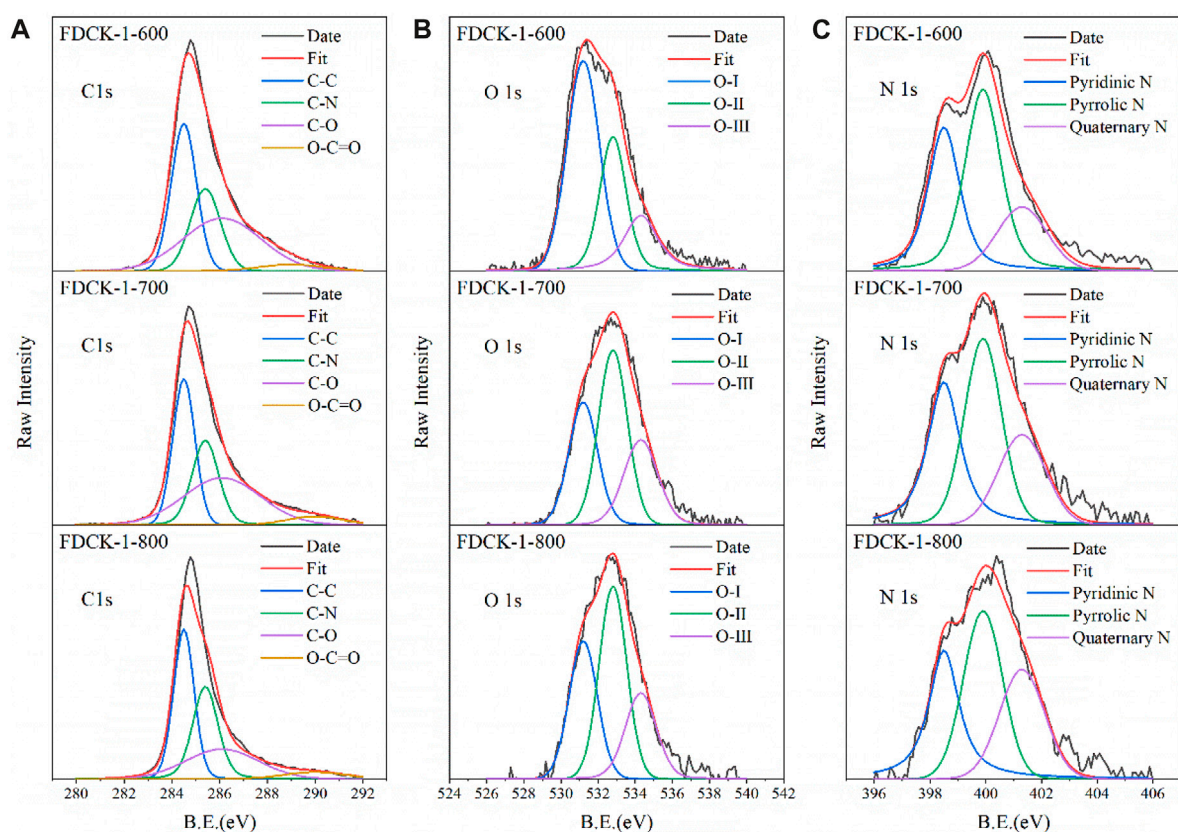 A
FDCK-1-600
C1s
Date
Fit
C-C
C-N
C-O
O-C=O
FDCK-1-700
C1s
Date
Fit
C-C
C-N
C-O
O-C=O
FDCK-1-800
C1s
Date
Fit
C-C
C-N
C-O
O-C=O
Raw Intensity
280 282 284 286 288 290 292
B.E.(eV)
B
FDCK-1-600
O 1s
Date
Fit
O-I
O-II
O-III
FDCK-1-700
O 1s
Date
Fit
O-I
O-II
O-III
FDCK-1-800
O 1s
Date
Fit
O-I
O-II
O-III
Raw Intensity
524 526 528 530 532 534 536 538 540 542
B.E.(eV)
C
FDCK-1-600
N 1s
Date
Fit
Pyridinic N
Pyrrolic N
Quaternary N
FDCK-1-700
N 1s
Date
Fit
Pyridinic N
Pyrrolic N
Quaternary N
FDCK-1-800
N 1s
Date
Fit
Pyridinic N
Pyrrolic N
Quaternary N
Raw Intensity
396 398 400 402 404 406
B.E.(eV)